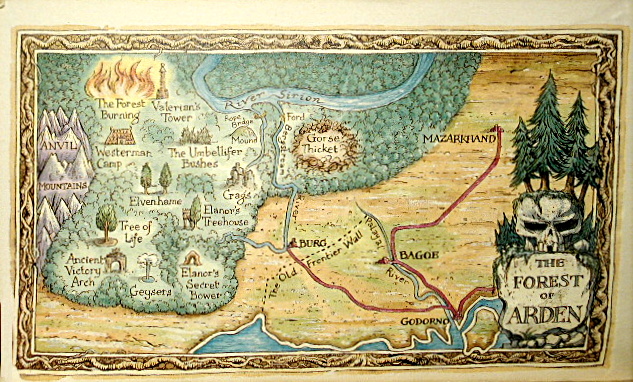 The Forest
Burning
Valerian's
Tower
River Sirion
Rope
Bridge
Ford
Mound
Gorse
Thicket
MAZARKHAND
ANVIL
MOUNTAINS
Westerman
Camp
The Umbellifer
Bushes
Crags
River
Elvenhame
Elanor's
Treehouse
Tree of
Life
BURG
The Old Frontier Wall
BAGOE
River
Ancient
Victory
Arch
Geysers
Elanor's
Secret
Bower
GODORNO
THE
FOREST
OF
ARDEN